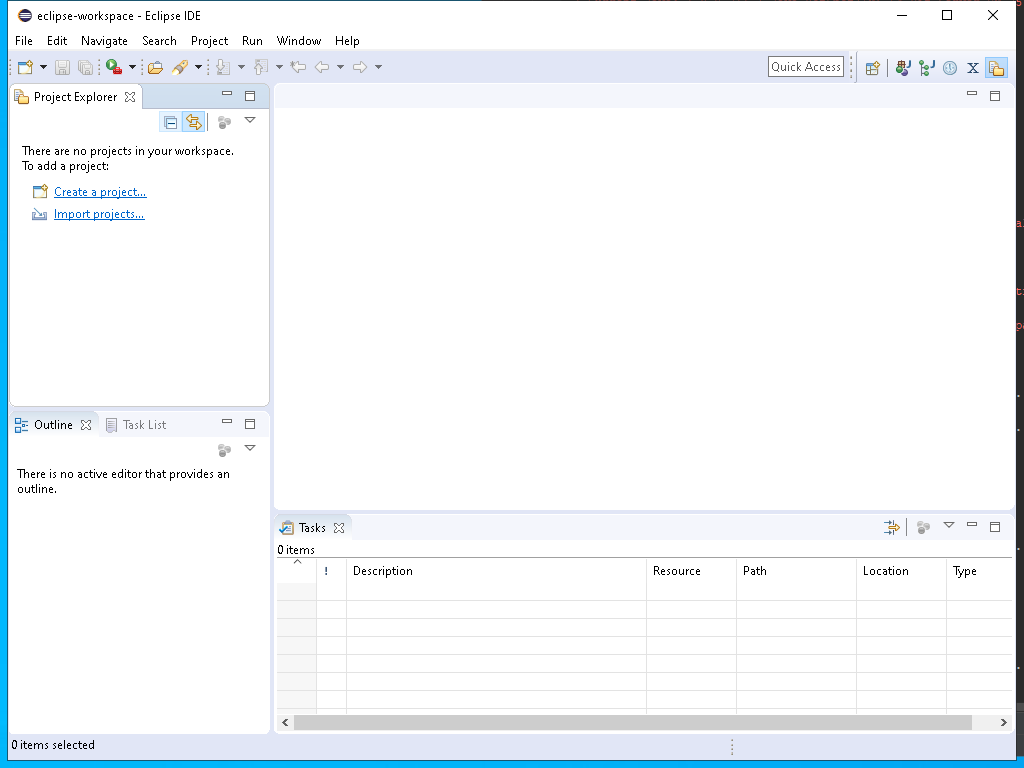 eclipse-workspace - Eclipse IDE
File Edit Navigate Search Project Run Window Help
Quick Access
Project Explorer
There are no projects in your workspace.
To add a project:
Create a project...
Import projects...
Outline Task List
There is no active editor that provides an
outline.
Tasks
0 items
! Description Resource Path Location Type
0 items selected